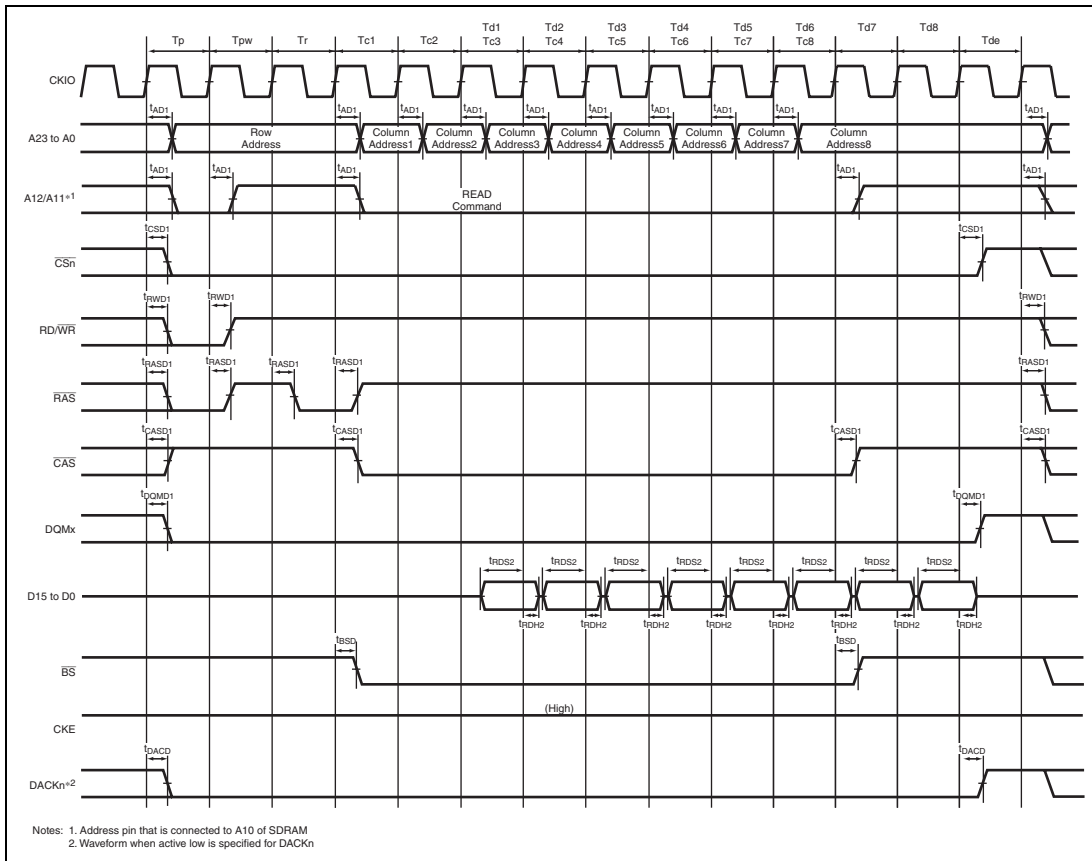 Td1 Td2 Td3 Td4 Td5 Td6 Td7 Td8
Tp Tpw Tr Tc1 Tc2 Tc3 Tc4 Tc5 Tc6 Tc7 Tc8 Tde
CKIO
tAD1 tAD1 tAD1 tAD1 tAD1 tAD1 tAD1 tAD1 tAD1 tAD1
A23 to A0
Row Address
Column Address1
Column Address2
Column Address3
Column Address4
Column Address5
Column Address6
Column Address7
Column Address8
tAD1 tAD1 tAD1 tAD1 tAD1
A12/A11*1
READ Command
tCSD1 tCSD1
CSn
tRWD1 tRWD1 tRWD1
RD/WR
tRASD1 tRASD1 tRASD1 tRASD1 tRASD1
RAS
tCASD1 tCASD1 tCASD1 tCASD1
CAS
tDQMD1 tDQMD1
DQMx
tRDS2 tRDS2 tRDS2 tRDS2 tRDS2 tRDS2 tRDS2 tRDS2
D15 to D0
tRDH2 tRDH2 tRDH2 tRDH2 tRDH2 tRDH2 tRDH2 tRDH2
tBSD tBSD
BS
(High)
CKE
tDACD tDACD
DACKn*2
Notes: 1. Address pin that is connected to A10 of SDRAM
2. Waveform when active low is specified for DACKn